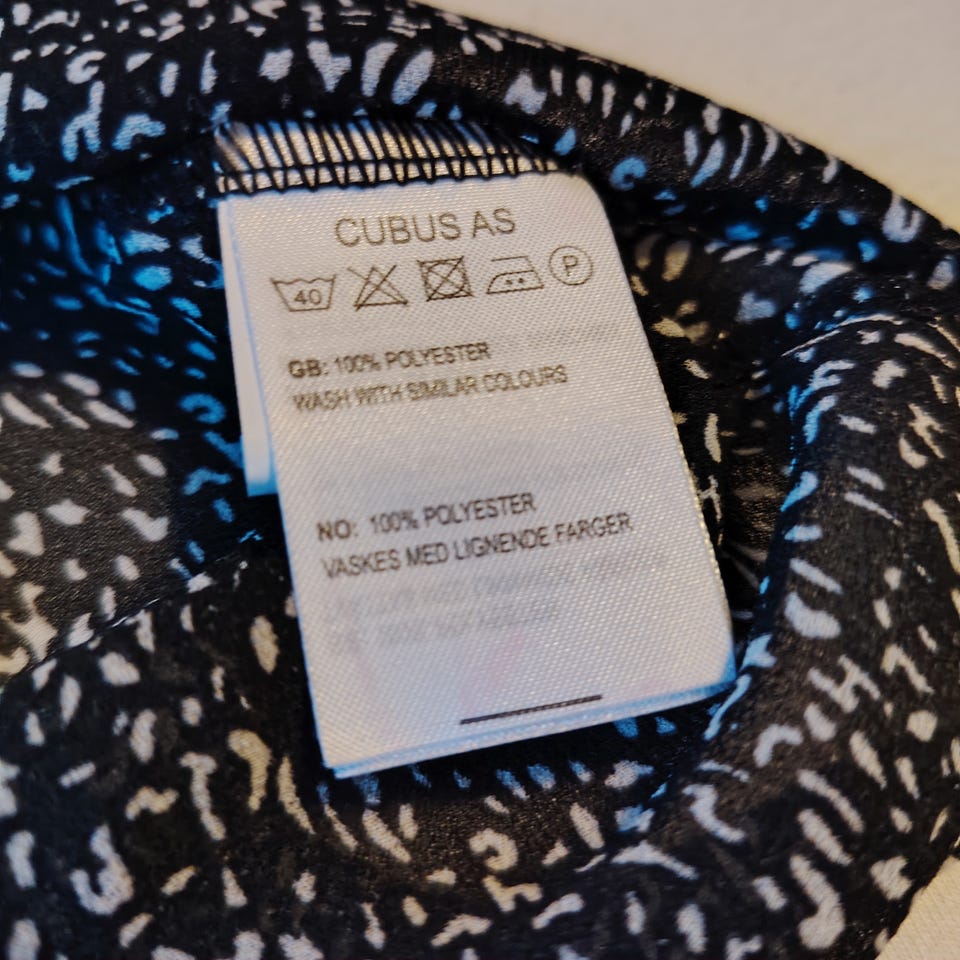 CUBUS AS
40 P
GB: 100% POLYESTER
WASH WITH SIMILAR COLOURS
NO: 100% POLYESTER
VASKES MED LIGNENDE FARGER